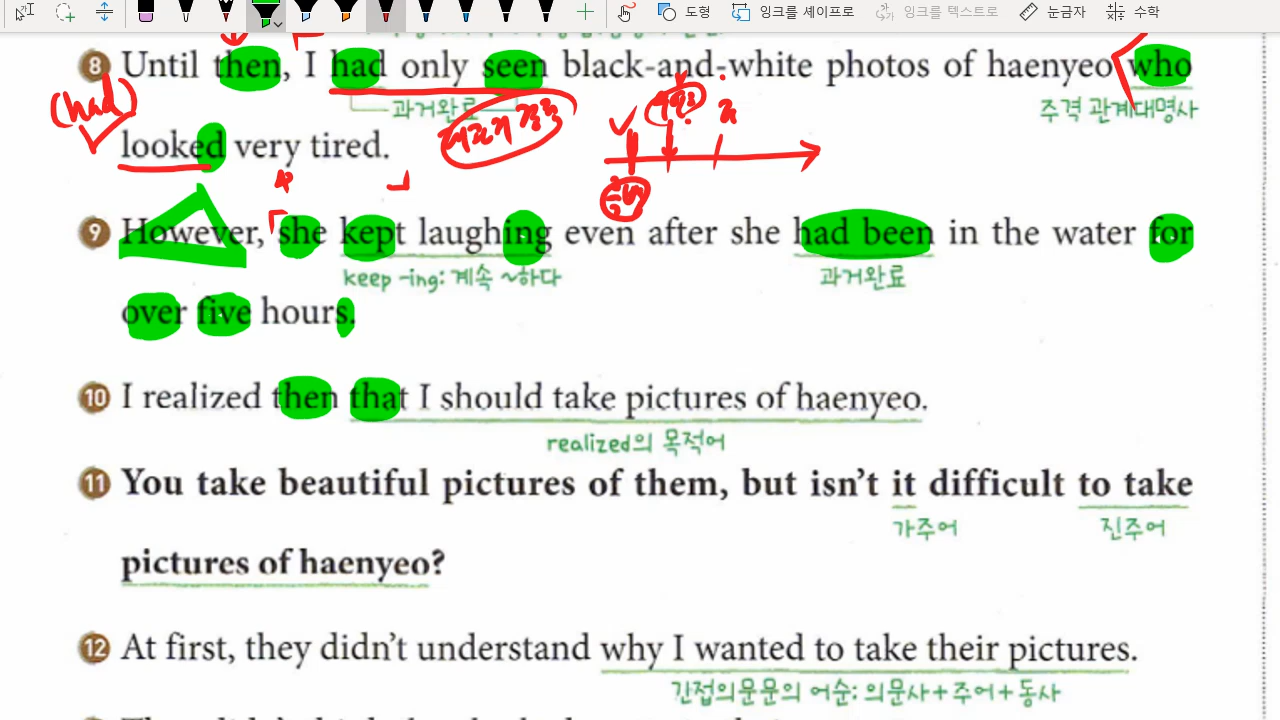 도형 잉크를 셰이프로 잉크를 텍스트로 눈금자 수학
8 Until then, I had only seen black-and-white photos of haenyeo who
(had)
과거완료
주격 관계대명사
looked very tired.
9 However, she kept laughing even after she had been in the water for
keep -ing: 계속 ~하다
과거완료
over five hours.
10 I realized then that I should take pictures of haenyeo.
realized의 목적어
11 You take beautiful pictures of them, but isn't it difficult to take
가주어
진주어
pictures of haenyeo?
12 At first, they didn't understand why I wanted to take their pictures.
간접의문문의 어순: 의문사+주어+동사